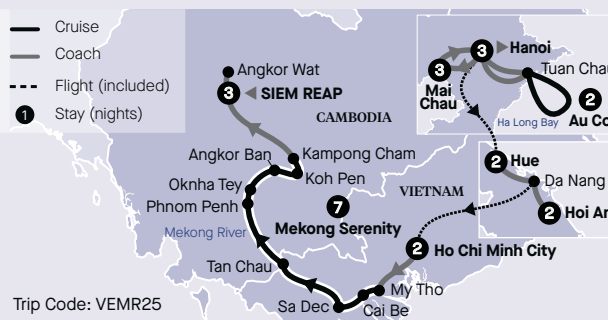 Cruise
Coach
Flight (included)
1 Stay (nights)
Angkor Wat
3 SIEM REAP
CAMBODIA
Angkor Ban
Kampong Cham
Koh Pen
Oknha Tey
Phnom Penh
7
Mekong Serenity
Mekong River
Tan Chau
Sa Dec
Cai Be
My Tho
2 Ho Chi Minh City
VIETNAM
3 Hanoi
3
Mai
Chau
Tuan Chau
2
Au Co
Ha Long Bay
2 Hue
Da Nang
2 Hoi An
Trip Code: VEMR25